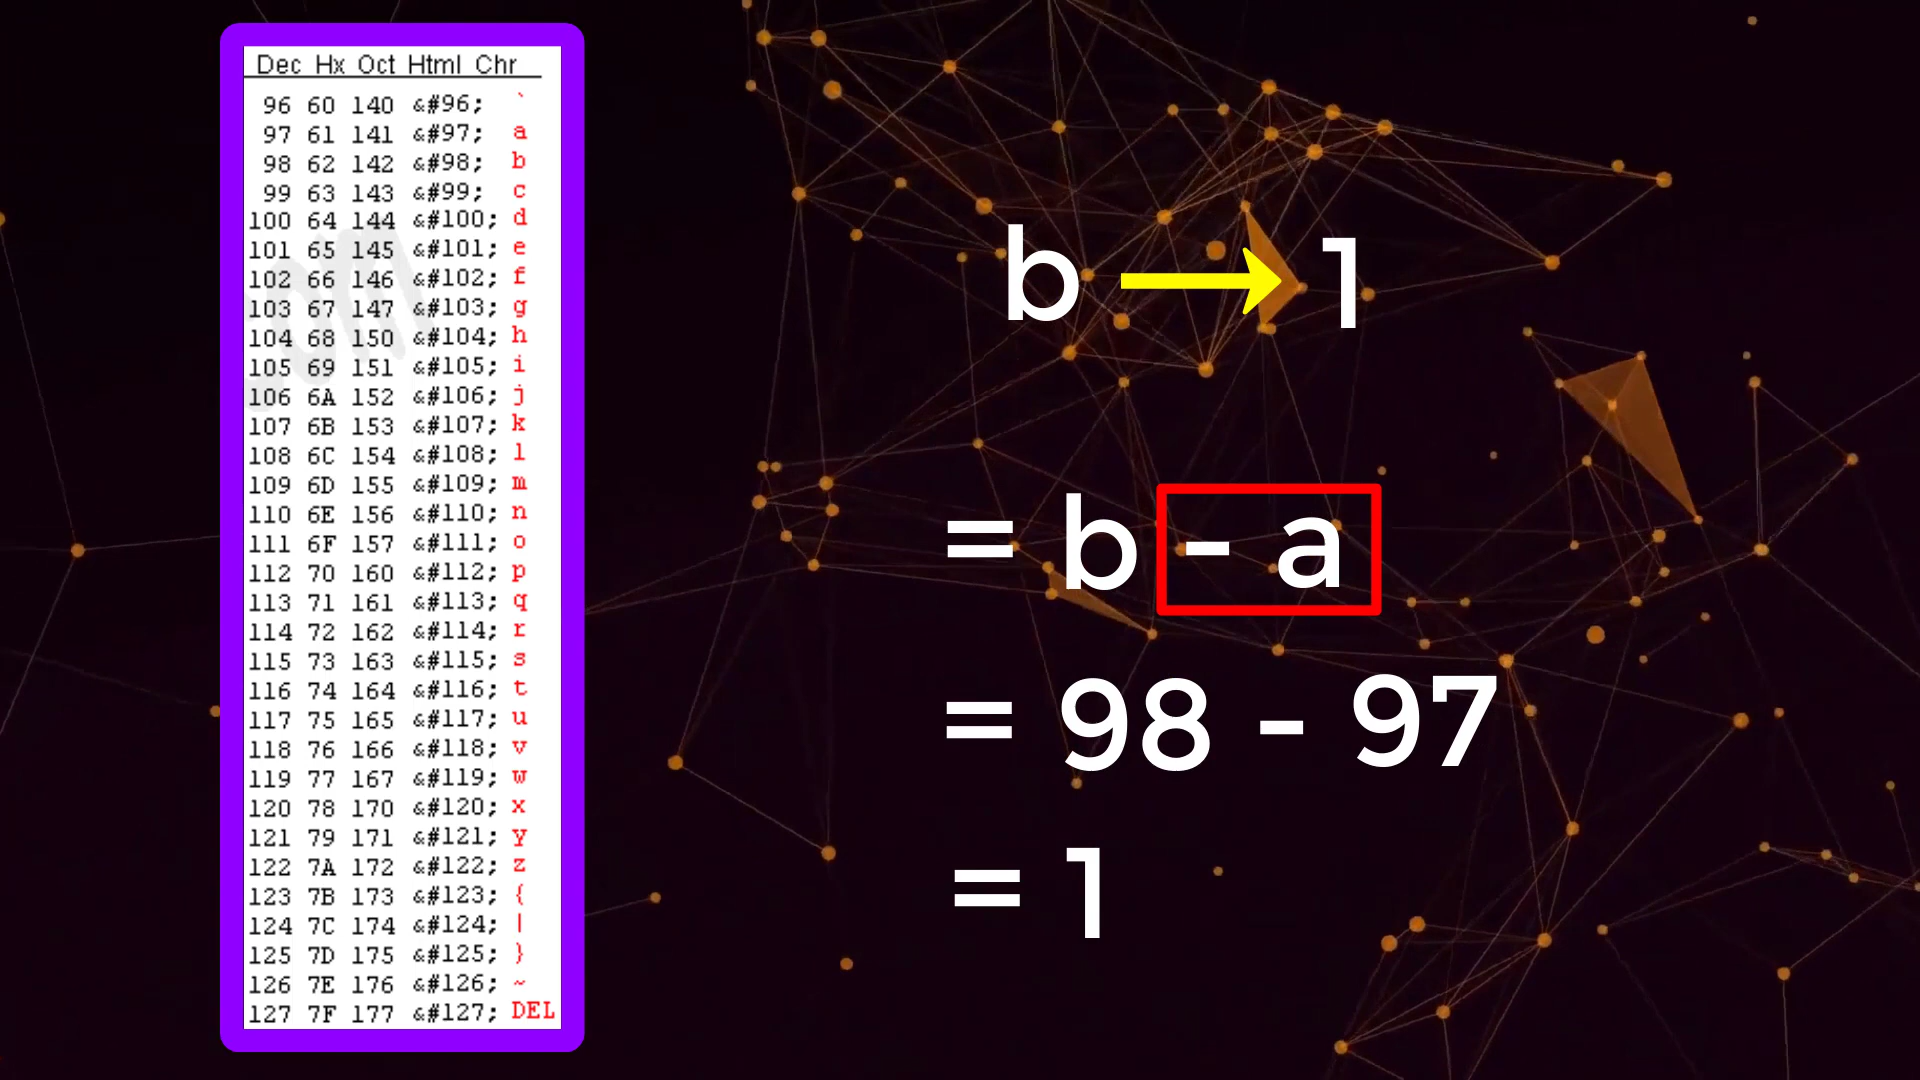 Dec Hx Oct Html Chr
96 60 140 &#96; `
97 61 141 &#97; a
98 62 142 &#98; b
99 63 143 &#99; c
100 64 144 &#100; d
101 65 145 &#101; e
102 66 146 &#102; f
103 67 147 &#103; g
104 68 150 &#104; h
105 69 151 &#105; i
106 6A 152 &#106; j
107 6B 153 &#107; k
108 6C 154 &#108; l
109 6D 155 &#109; m
110 6E 156 &#110; n
111 6F 157 &#111; o
112 70 160 &#112; p
113 71 161 &#113; q
114 72 162 &#114; r
115 73 163 &#115; s
116 74 164 &#116; t
117 75 165 &#117; u
118 76 166 &#118; v
119 77 167 &#119; w
120 78 170 &#120; x
121 79 171 &#121; y
122 7A 172 &#122; z
123 7B 173 &#123; {
124 7C 174 &#124; |
125 7D 175 &#125; }
126 7E 176 &#126; ~
127 7F 177 &#127; DEL
b → 1
= b - a
= 98 - 97
= 1